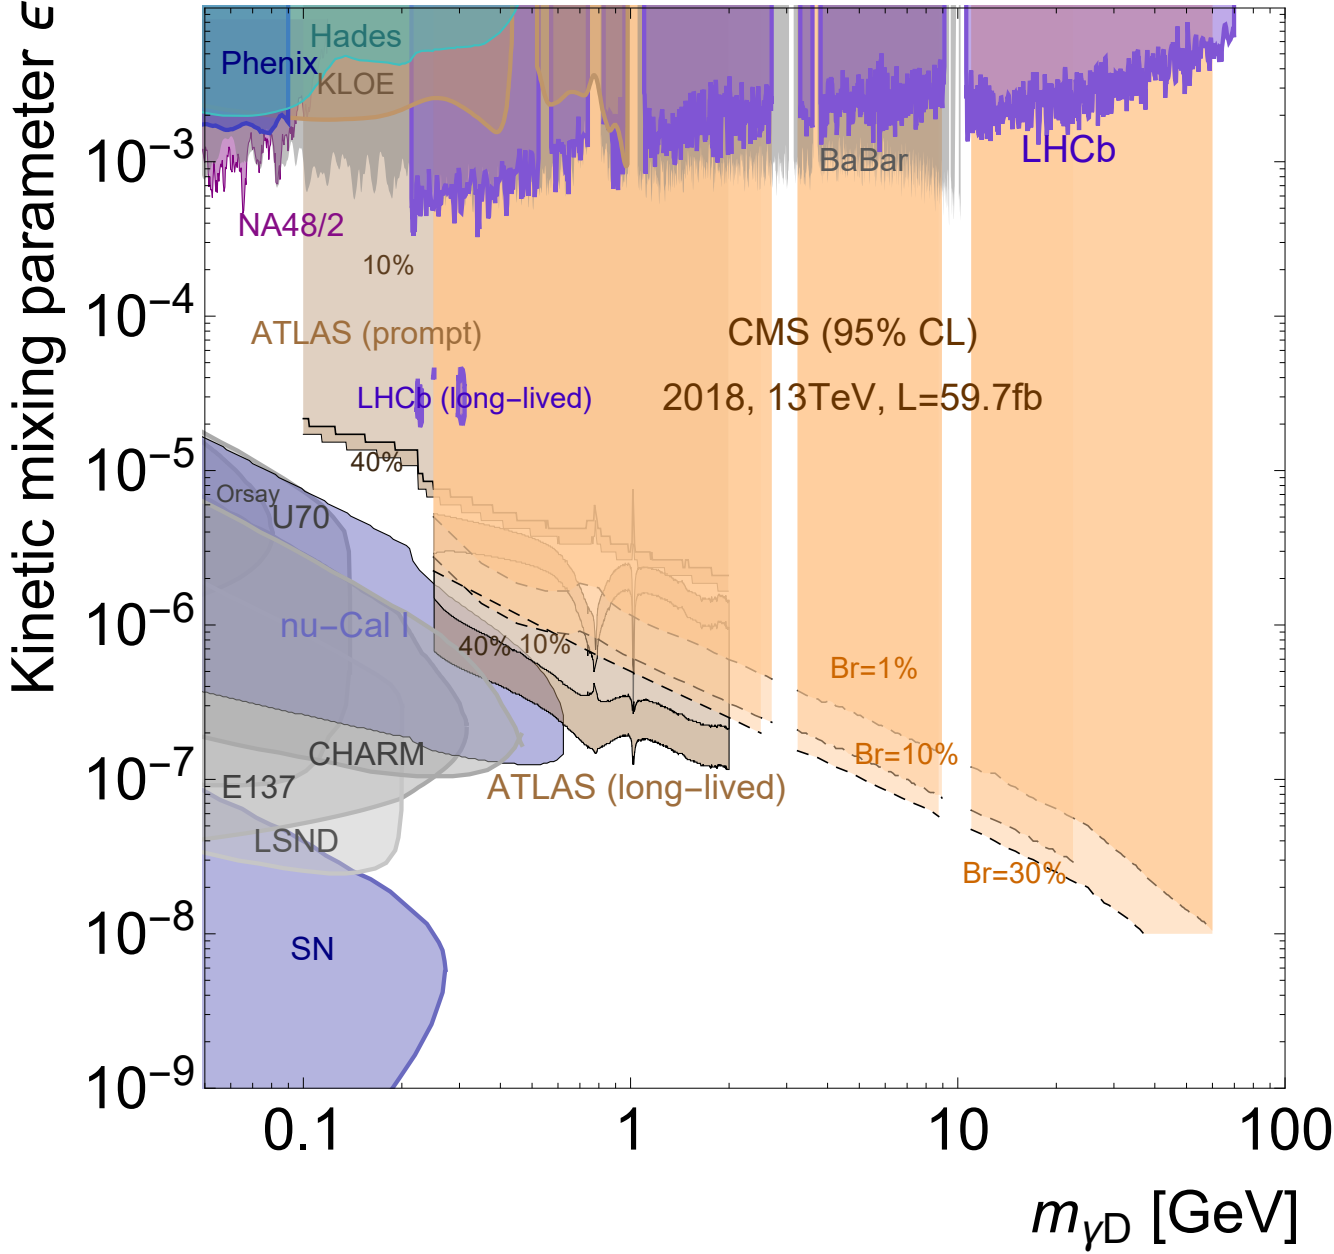 Kinetic mixing parameter ϵ
Hades
Phenix
KLOE
10−3
BaBar
LHCb
NA48/2
10%
10−4
ATLAS (prompt)
CMS (95% CL)
LHCb (long−lived)
2018, 13TeV, L=59.7fb
10−5
40%
Orsay
U70
10−6
nu−Cal I
40%
10%
Br=1%
10−7
CHARM
Br=10%
E137
ATLAS (long−lived)
LSND
Br=30%
10−8
SN
10−9
0.1
1
10
100
mγD [GeV]